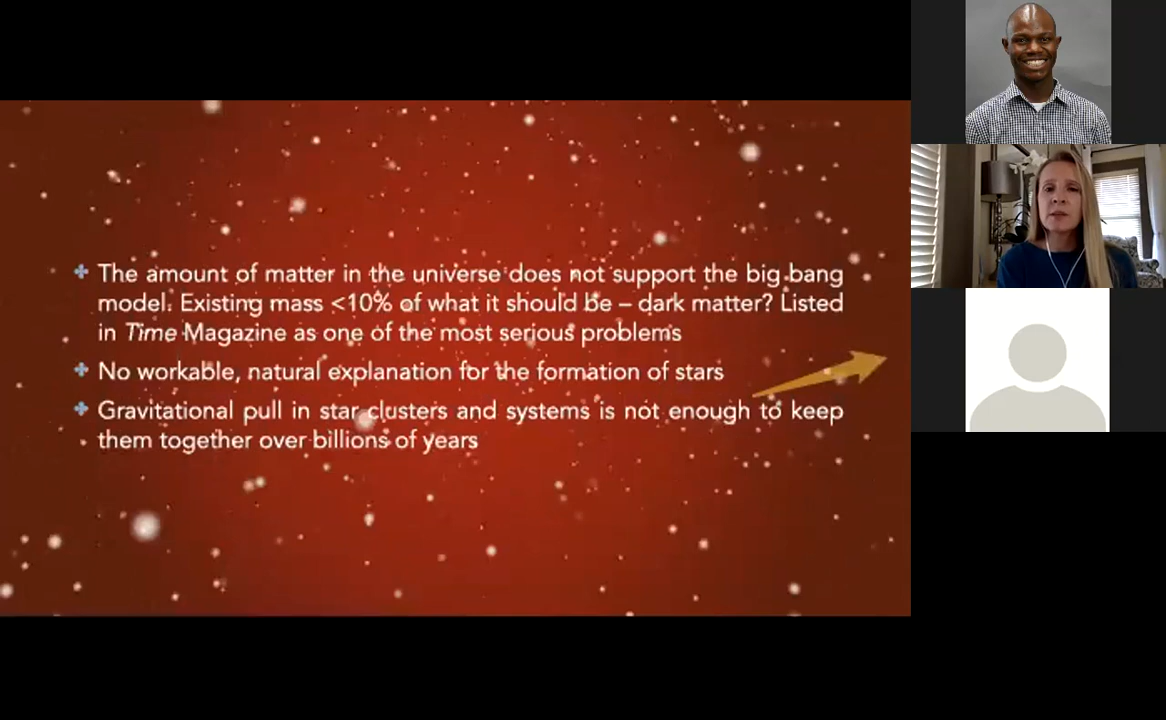 The amount of matter in the universe does not support the big bang
model. Existing mass <10% of what it should be – dark matter? Listed
in Time Magazine as one of the most serious problems
No workable, natural explanation for the formation of stars
Gravitational pull in star clusters and systems is not enough to keep
them together over billions of years